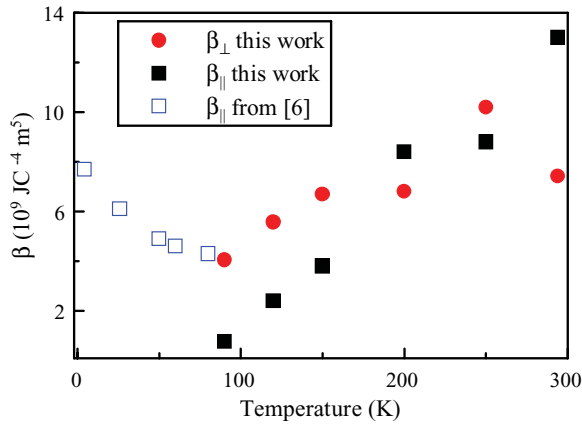 14
10
6
2
β (10⁹ JC⁻⁴ m⁵)
β⊥ this work
β|| this work
β|| from [6]
0 100 200 300
Temperature (K)